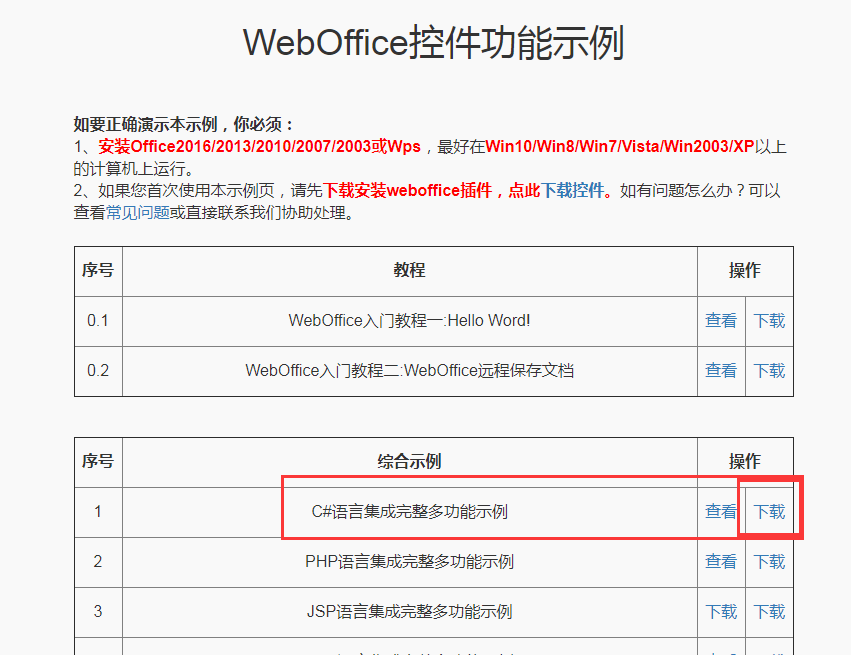 WebOffice控件功能示例
如要正确演示本示例，你必须：
1、安装Office2016/2013/2010/2007/2003或Wps，最好在Win10/Win8/Win7/Vista/Win2003/XP以上
的计算机上运行。
2、如果您首次使用本示例页，请先下载安装weboffice插件，点此下载控件。如有问题怎么办？可以
查看常见问题或直接联系我们协助处理。
序号 教程 操作
0.1 WebOffice入门教程一:Hello Word! 查看 下载
0.2 WebOffice入门教程二:WebOffice远程保存文档 查看 下载
序号 综合示例 操作
1 C#语言集成完整多功能示例 查看 下载
2 PHP语言集成完整多功能示例 查看 下载
3 JSP语言集成完整多功能示例 下载 下载